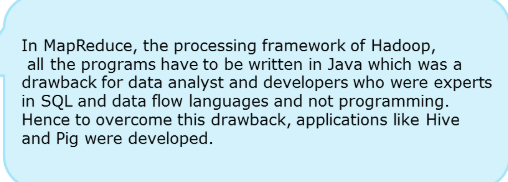 In MapReduce, the processing framework of Hadoop,
all the programs have to be written in Java which was a
drawback for data analyst and developers who were experts
in SQL and data flow languages and not programming.
Hence to overcome this drawback, applications like Hive
and Pig were developed.